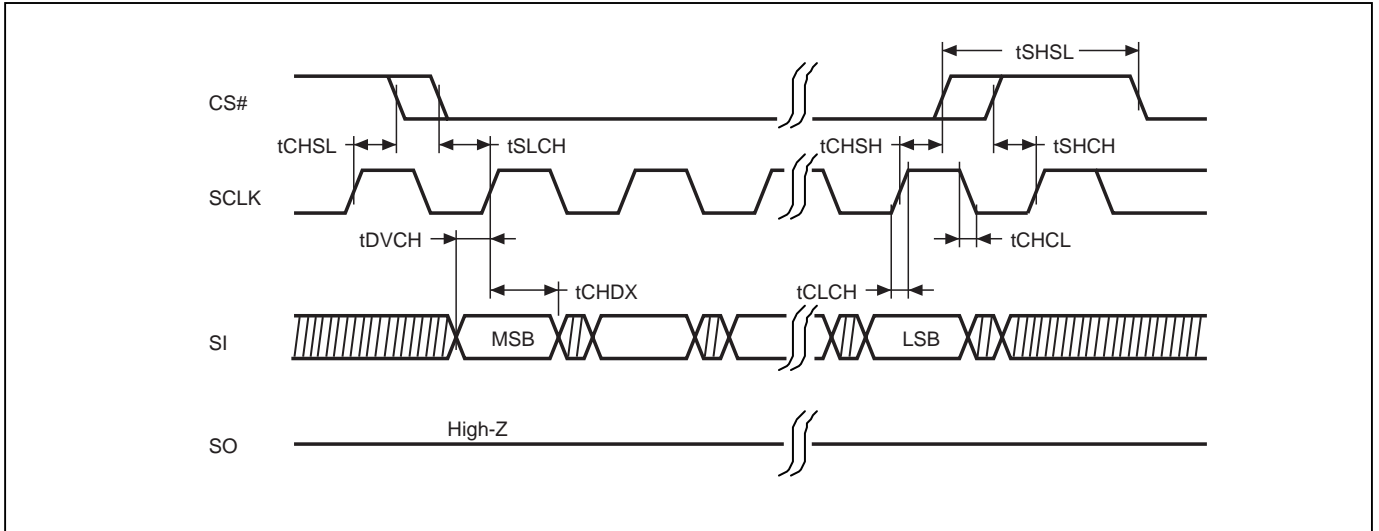 tSHSL
CS#
tCHSL
tSLCH
tCHSH
tSHCH
SCLK
tDVCH
tCHCL
tCHDX
tCLCH
SI
MSB
LSB
High-Z
SO